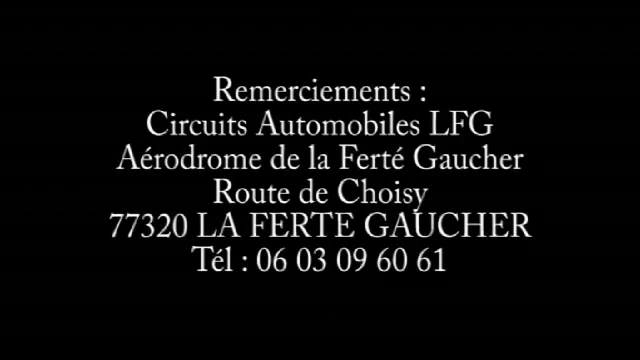 Remerciements :
Circuits Automobiles LFG
Aérodrome de la Ferté Gaucher
Route de Choisy
77320 LA FERTE GAUCHER
Tél : 06 03 09 60 61